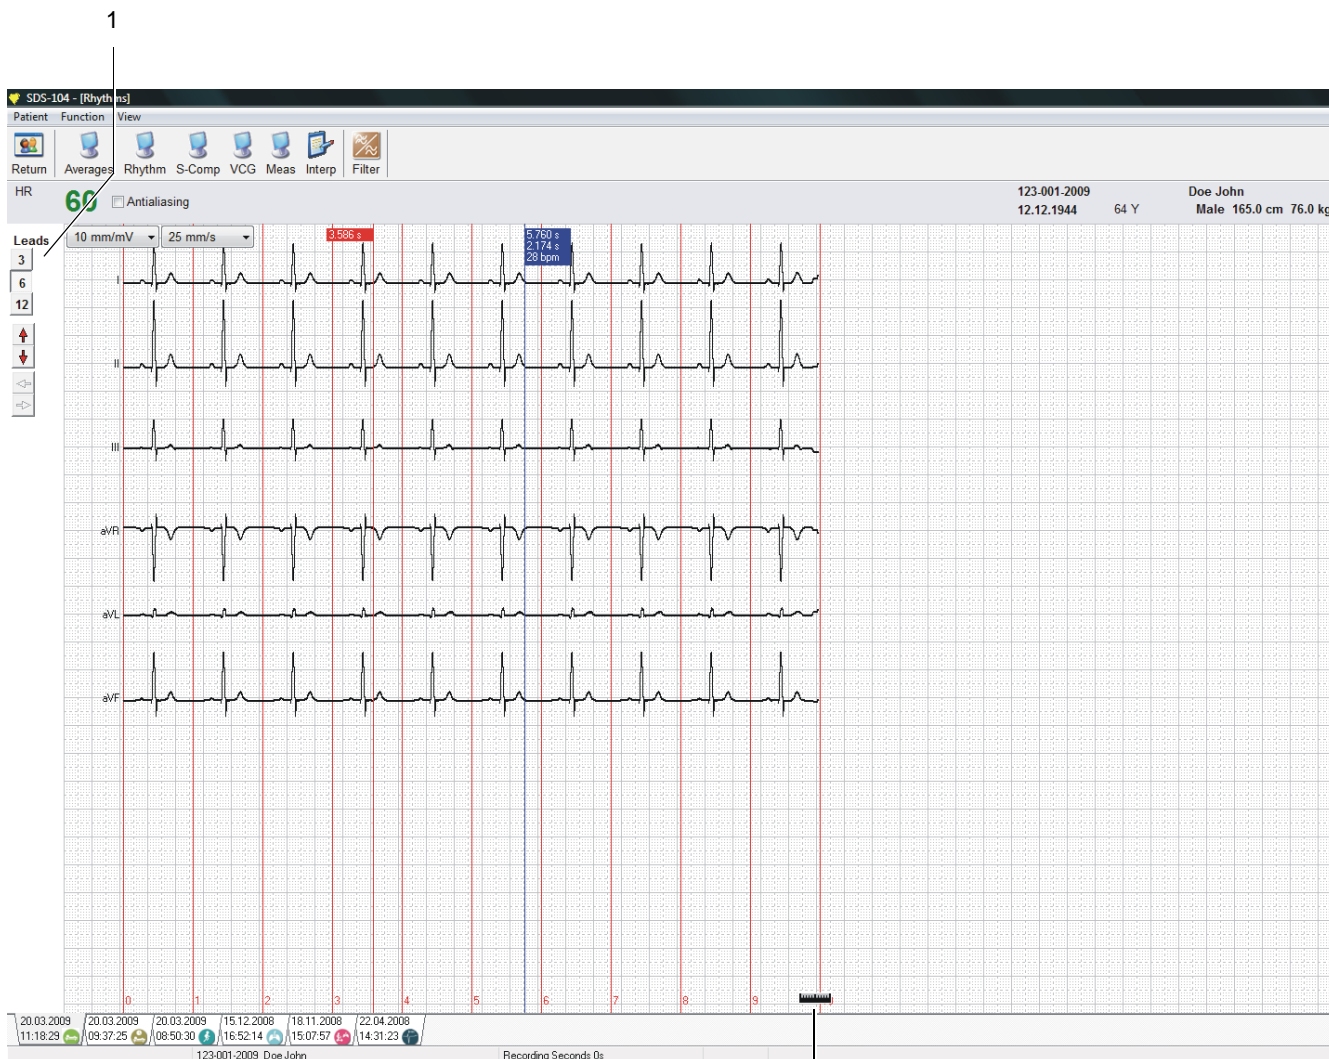 1
SDS-104 - [Rhythms]
Patient Function View
Return Averages Rhythm S-Comp VCG Meas Interp Filter
HR 60 Antialiasing
123-001-2009 Doe John
12.12.1944 64 Y Male 165.0 cm 76.0 kg
Leads
10 mm/mV 25 mm/s
3.586 s
5.760 s
2.174 s
28 bpm
3
6
12
I
II
III
aVR
aVL
aVF
0 1 2 3 4 5 6 7 8 9
20.03.2009 20.03.2009 20.03.2009 15.12.2008 18.11.2008 22.04.2008
11:18:29 09:37:25 08:50:30 16:52:14 15:07:57 14:31:23
123-001-2009 Doe John Recording Seconds 0s